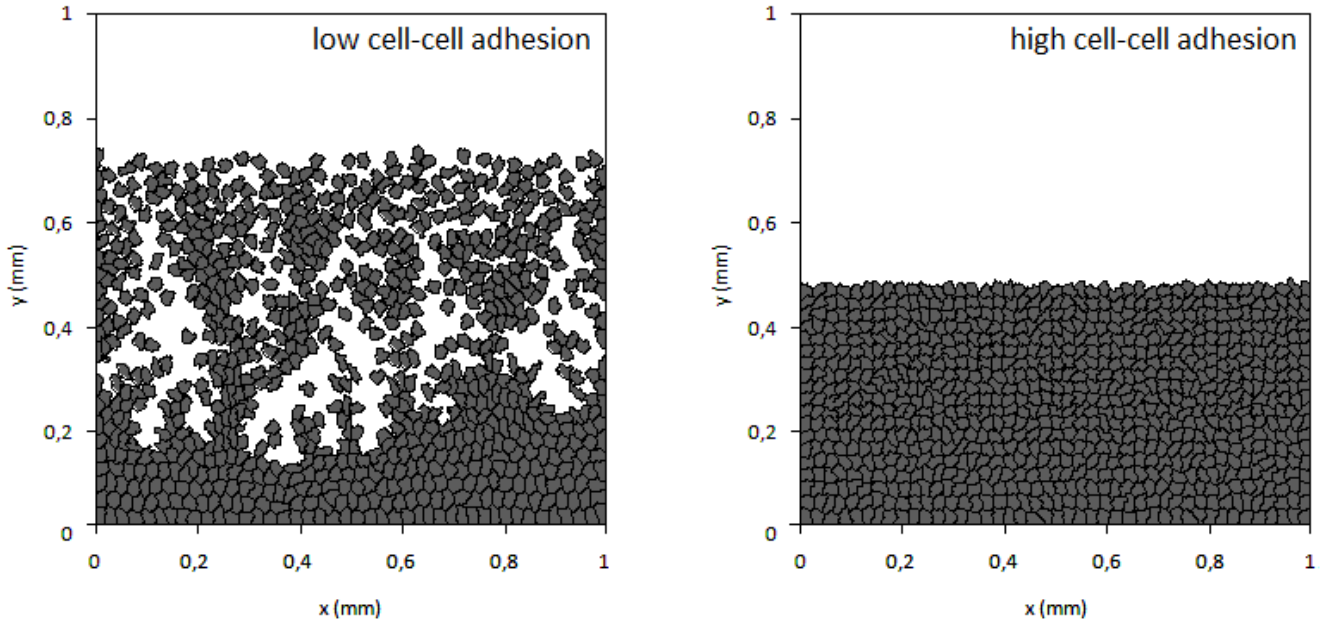 low cell-cell adhesion
1
0,8
0,6
0,4
0,2
0
y (mm)
0 0,2 0,4 0,6 0,8 1
x (mm)
high cell-cell adhesion
1
0,8
0,6
0,4
0,2
0
y (mm)
0 0,2 0,4 0,6 0,8 1
x (mm)